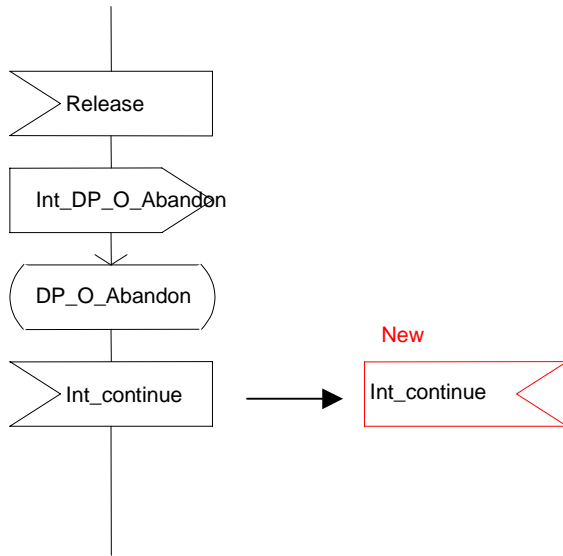 Release
Int_DP_O_Abandon
DP_O_Abandon
New
Int_continue
Int_continue